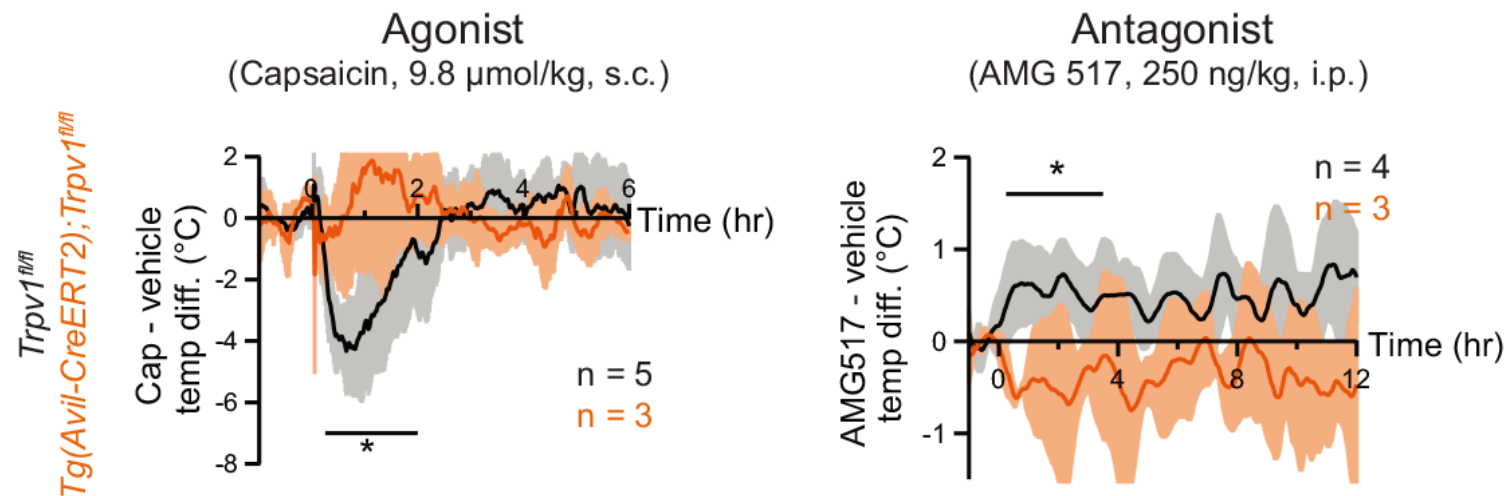 Agonist
(Capsaicin, 9.8 µmol/kg, s.c.)
Antagonist
(AMG 517, 250 ng/kg, i.p.)
Trpv1fl/fl
Tg(Avil-CreERT2);Trpv1fl/fl
Cap - vehicle
temp diff. (°C)
2
0
-2
-4
-6
-8
0
2
4
6
Time (hr)
n = 5
n = 3
*
AMG517 - vehicle
temp diff. (°C)
2
1
0
-1
*
n = 4
n = 3
0
4
8
12
Time (hr)